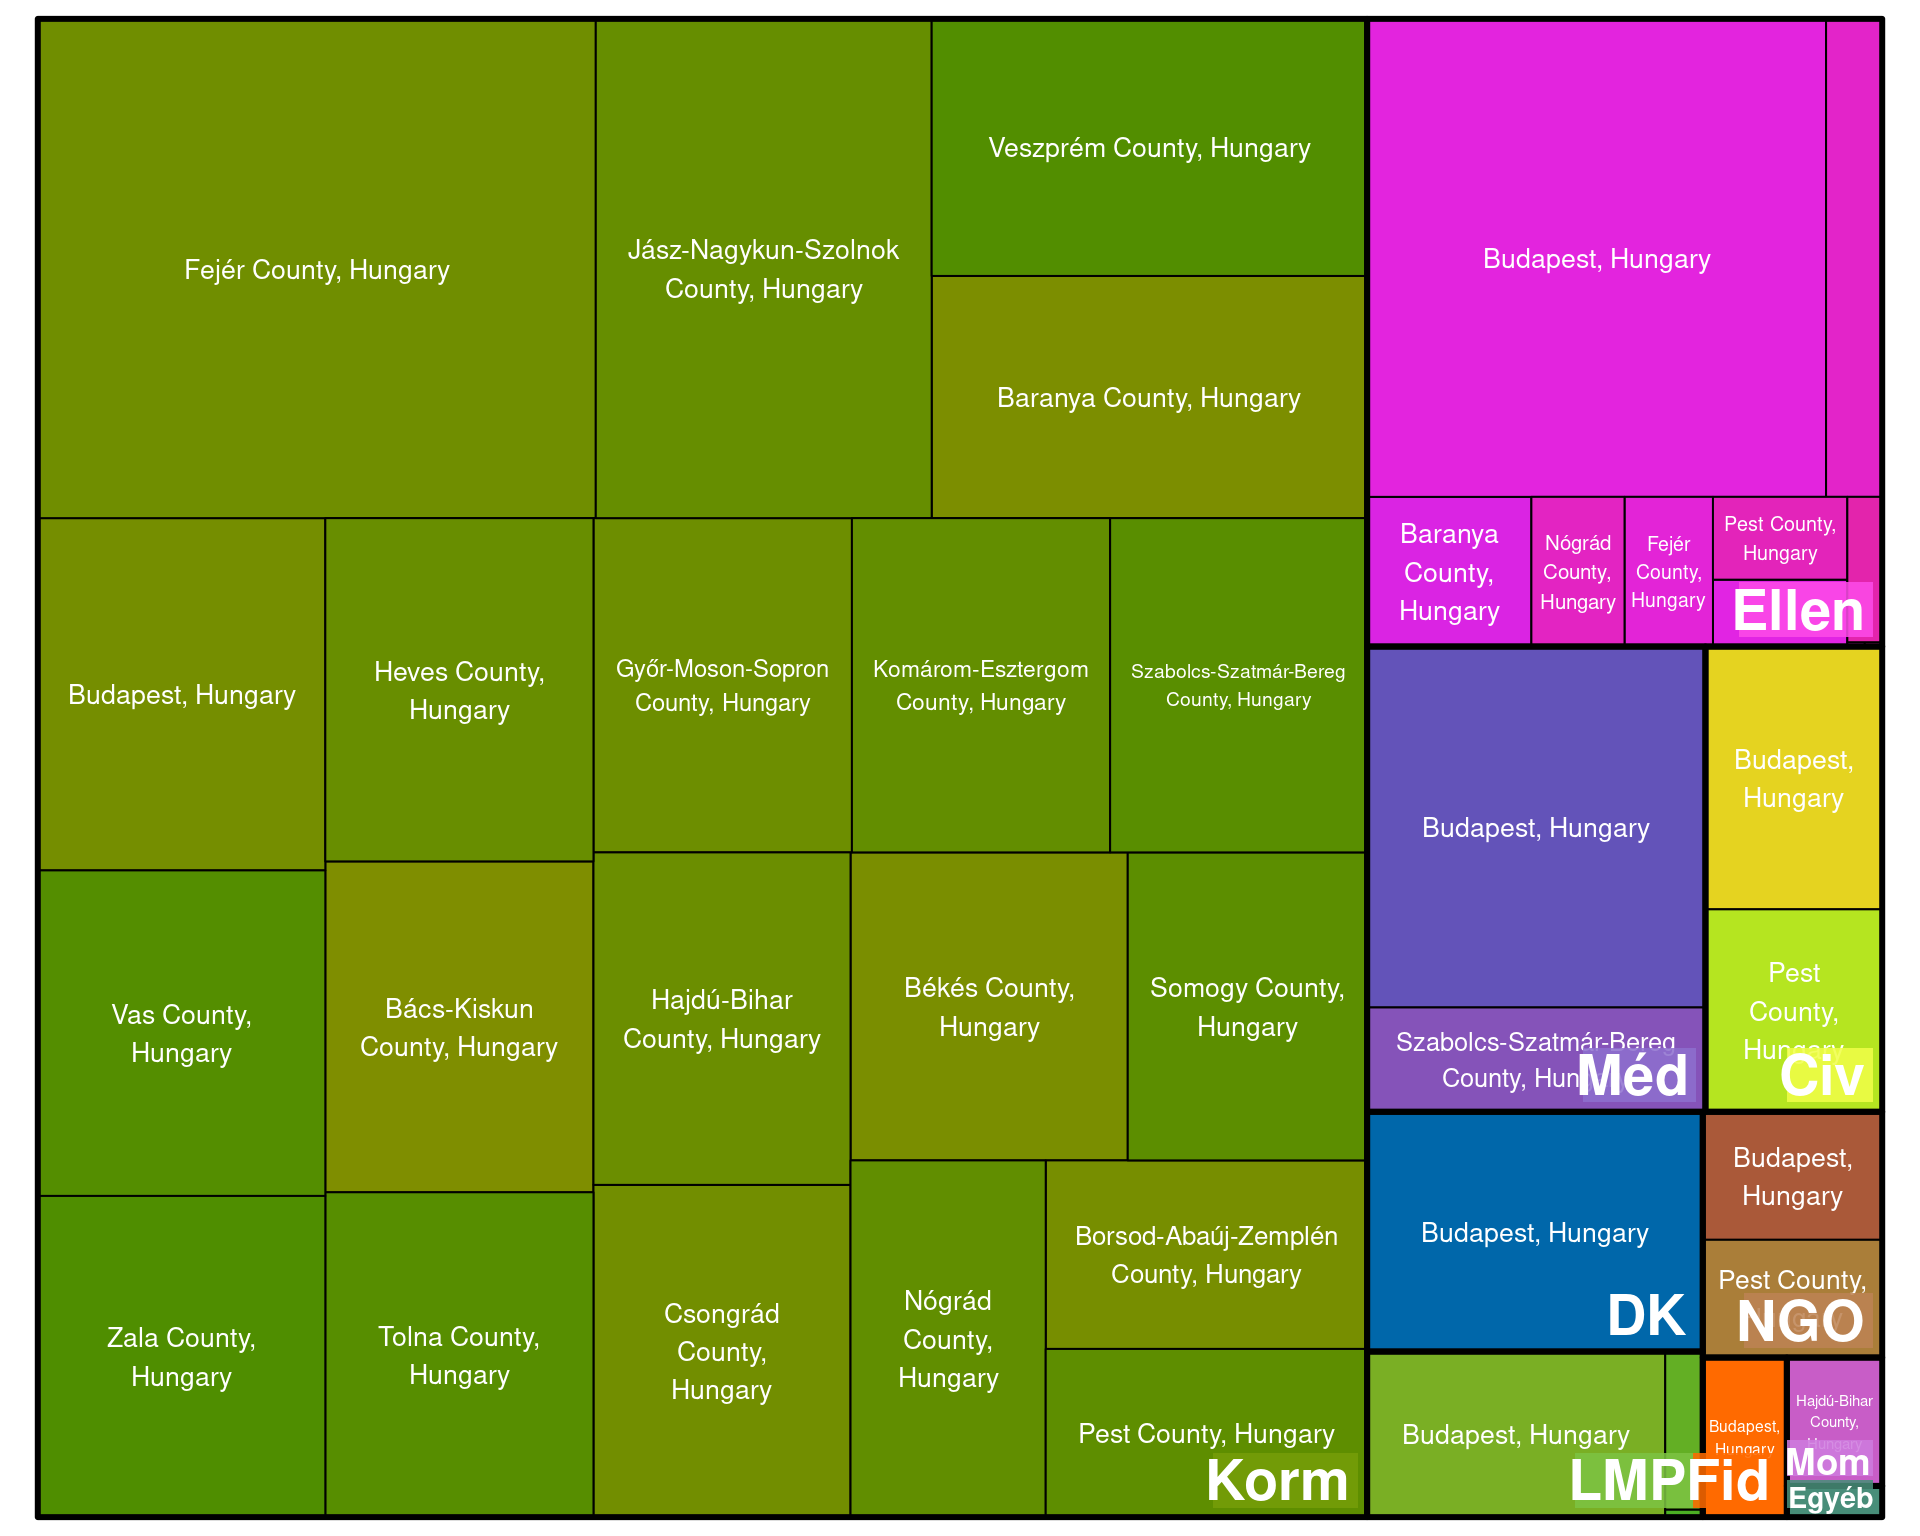 Fejér County, Hungary
Jász-Nagykun-Szolnok
County, Hungary
Veszprém County, Hungary
Baranya County, Hungary
Budapest, Hungary
Heves County,
Hungary
Győr-Moson-Sopron
County, Hungary
Komárom-Esztergom
County, Hungary
Szabolcs-Szatmár-Bereg
County, Hungary
Vas County,
Hungary
Bács-Kiskun
County, Hungary
Hajdú-Bihar
County, Hungary
Békés County,
Hungary
Somogy County,
Hungary
Zala County,
Hungary
Tolna County,
Hungary
Csongrád
County,
Hungary
Nógrád
County,
Hungary
Borsod-Abaúj-Zemplén
County, Hungary
Pest County, Hungary
Korm
Budapest, Hungary
Baranya
County,
Hungary
Nógrád
County,
Hungary
Fejér
County,
Hungary
Pest County,
Hungary
Ellen
Budapest, Hungary
Szabolcs-Szatmár-Bereg
County, Hun
Méd
Budapest,
Hungary
Pest
County,
Hungary
Civ
Budapest, Hungary
DK
Budapest,
Hungary
Pest County,
NGO
Budapest, Hungary
LMP
Budapest,
Hungary
Fid
Hajdú-Bihar
County,
Hungary
Mom
Egyéb